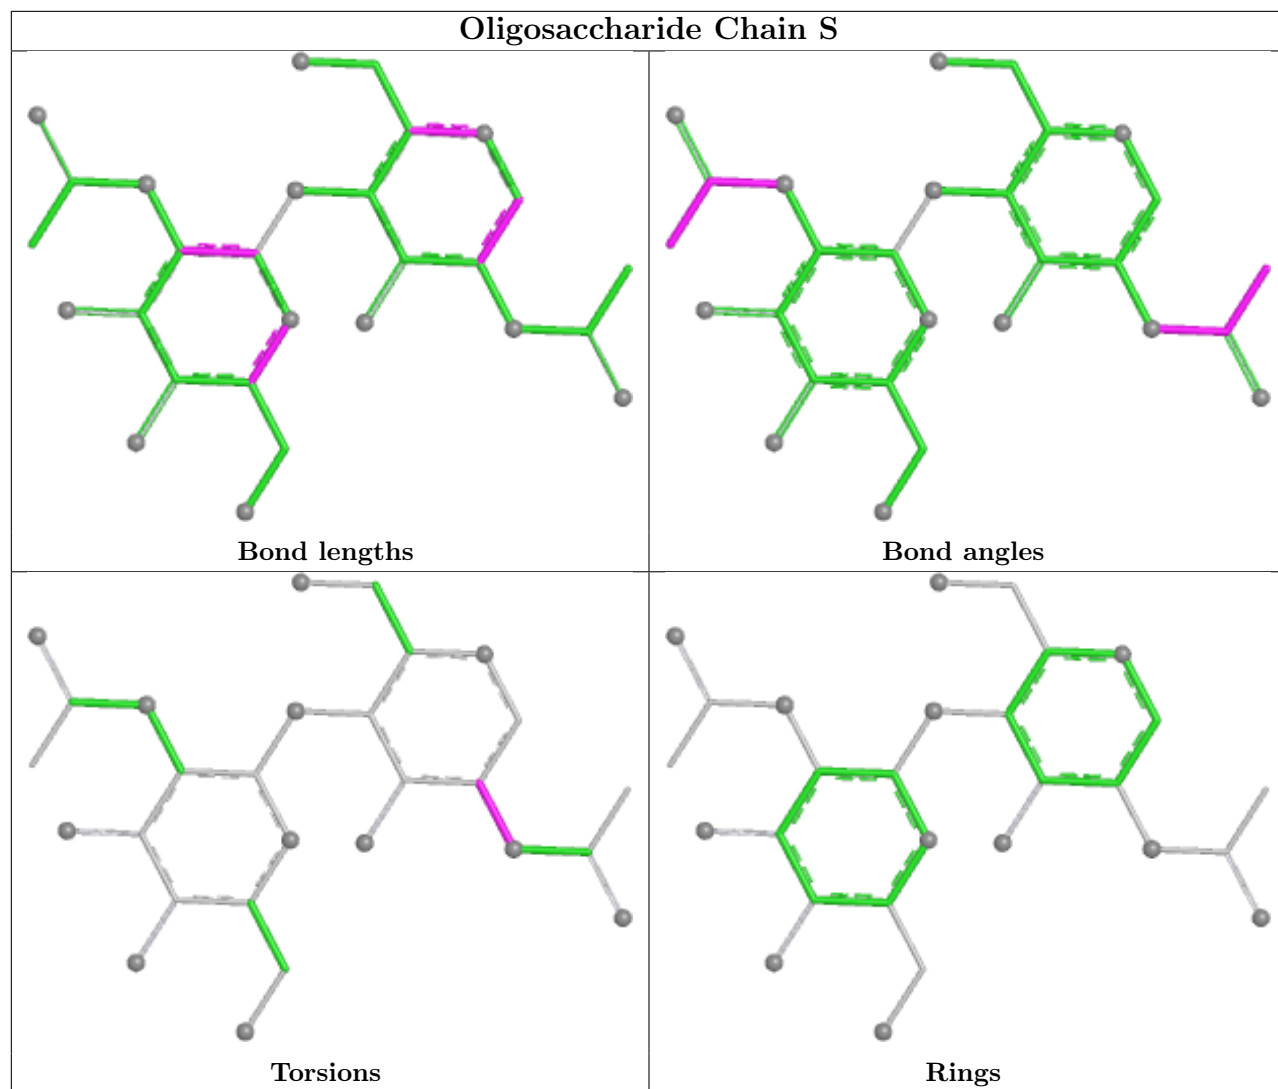 Oligosaccharide Chain S
Bond lengths
Bond angles
Torsions
Rings